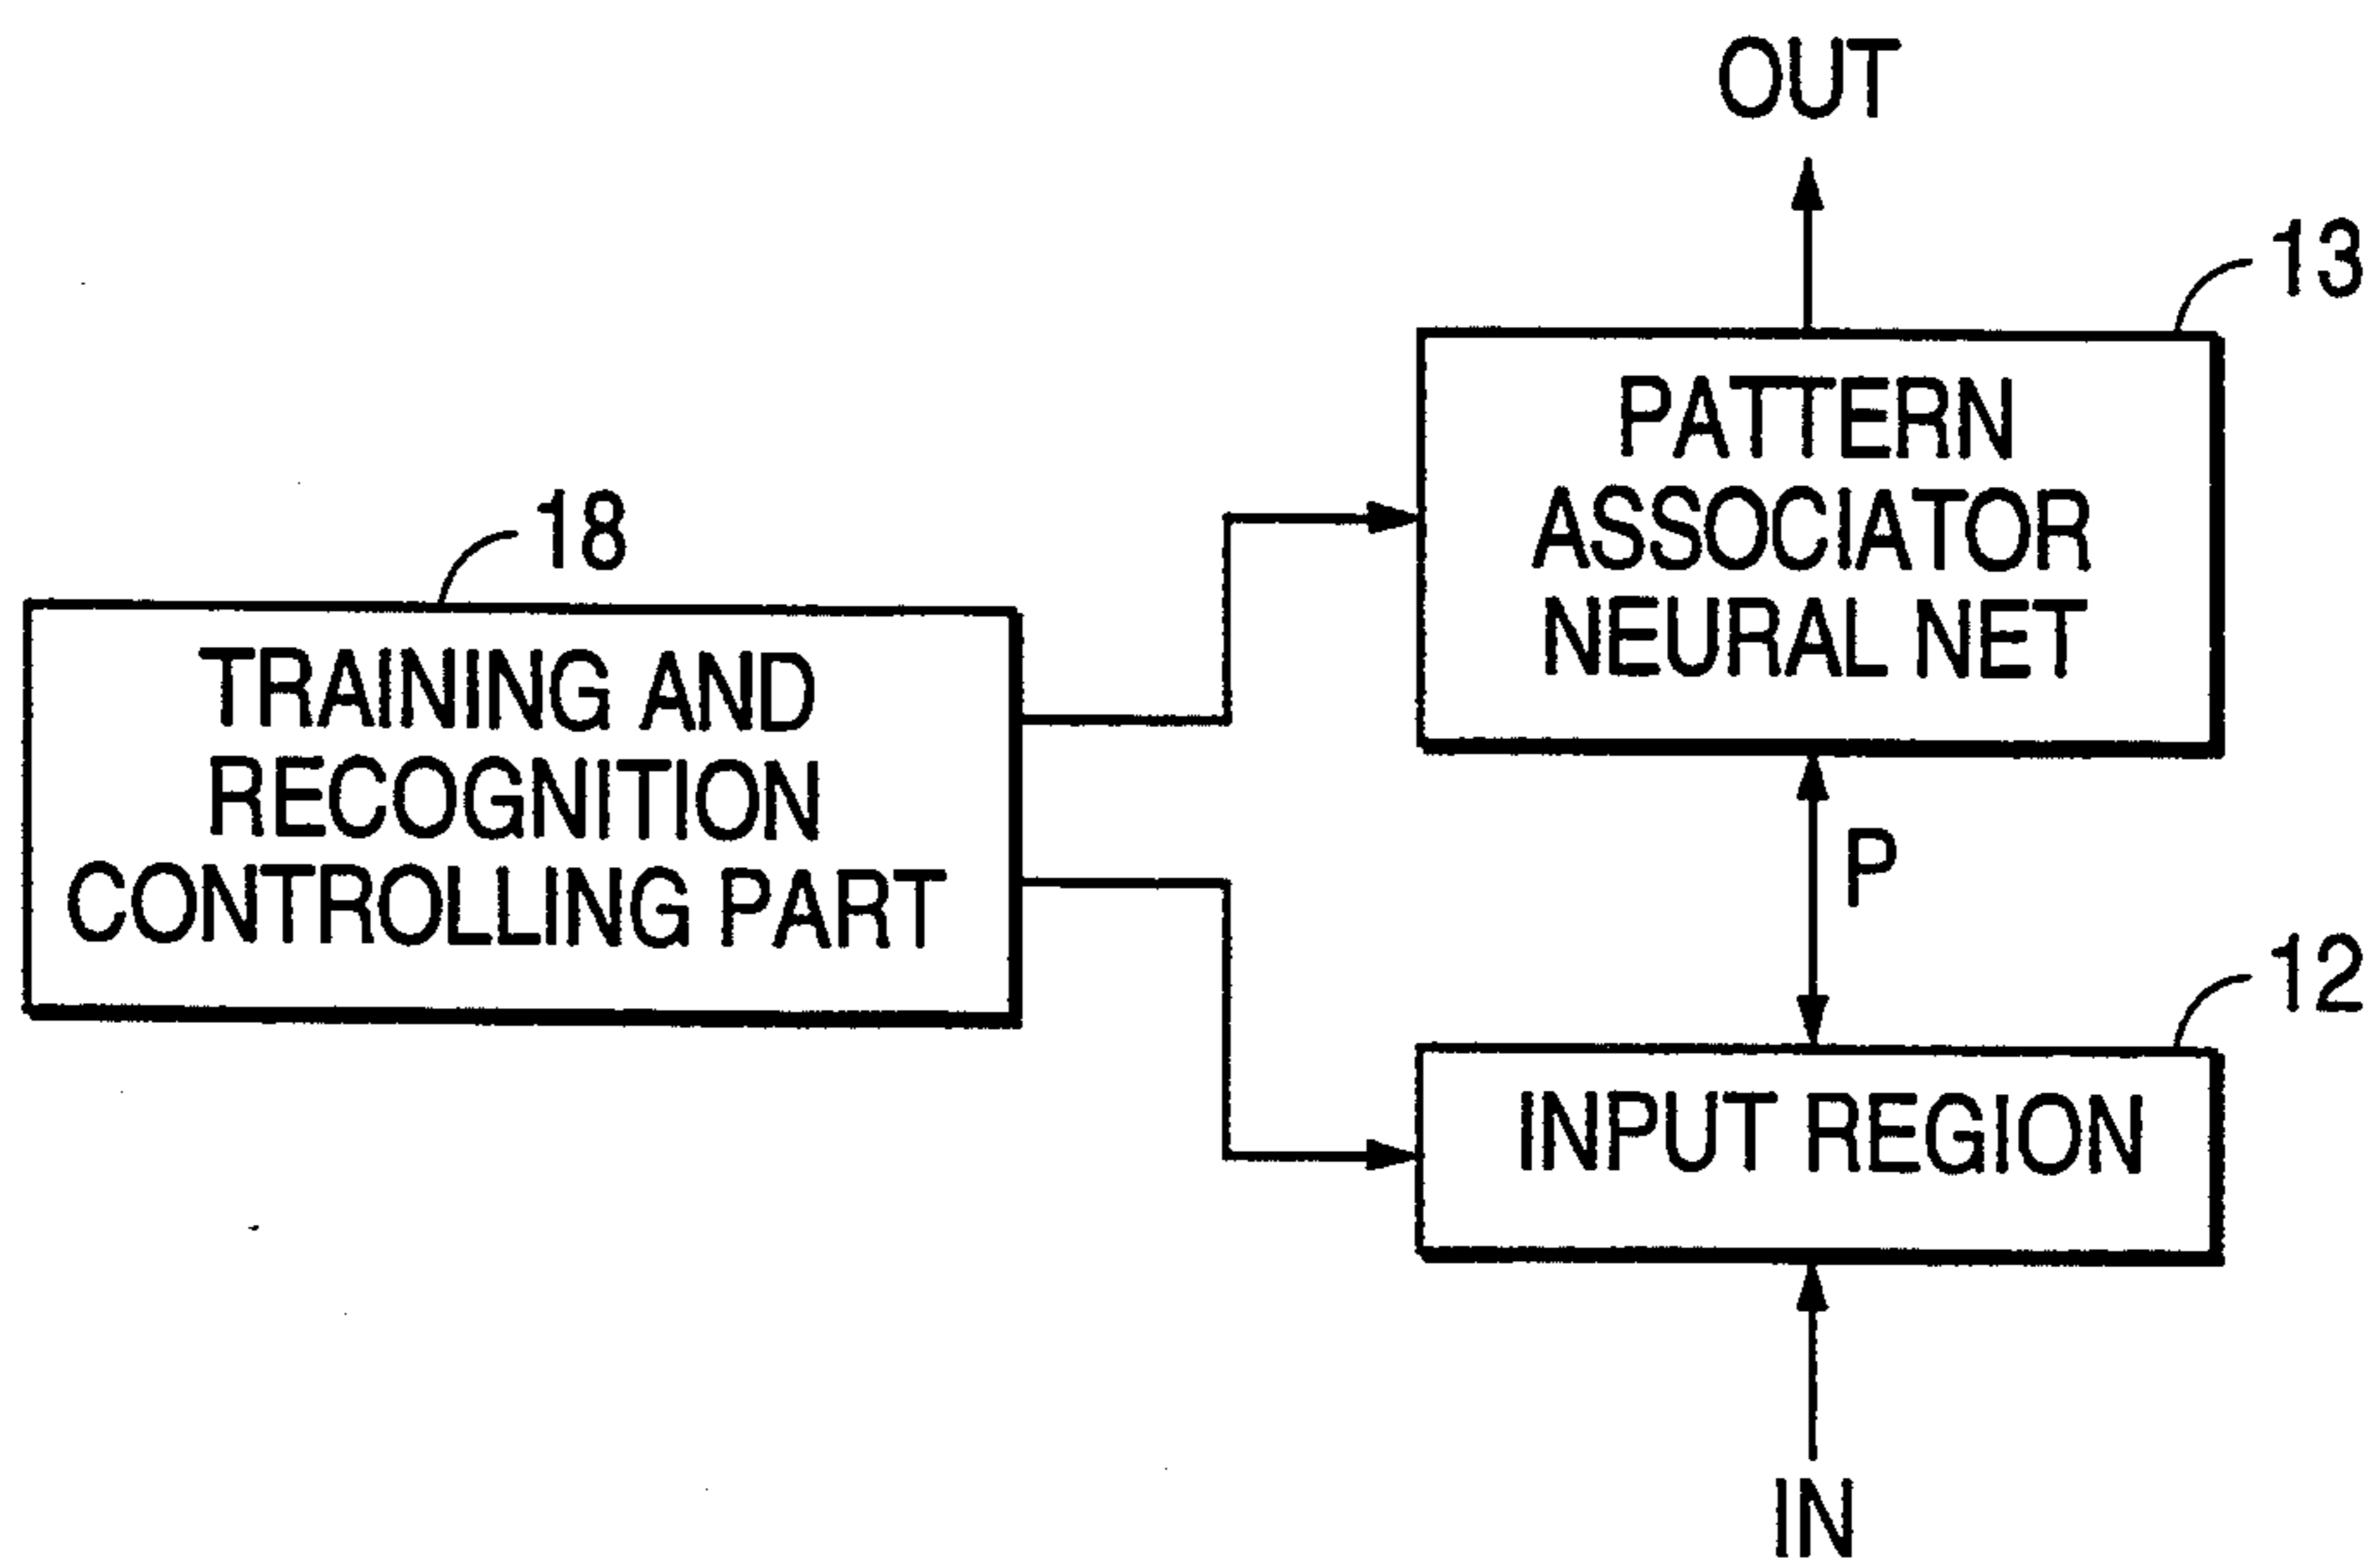 OUT
13
PATTERN
ASSOCIATOR
NEURAL NET
18
TRAINING AND
RECOGNITION
CONTROLLING PART
P
12
INPUT REGION
IN